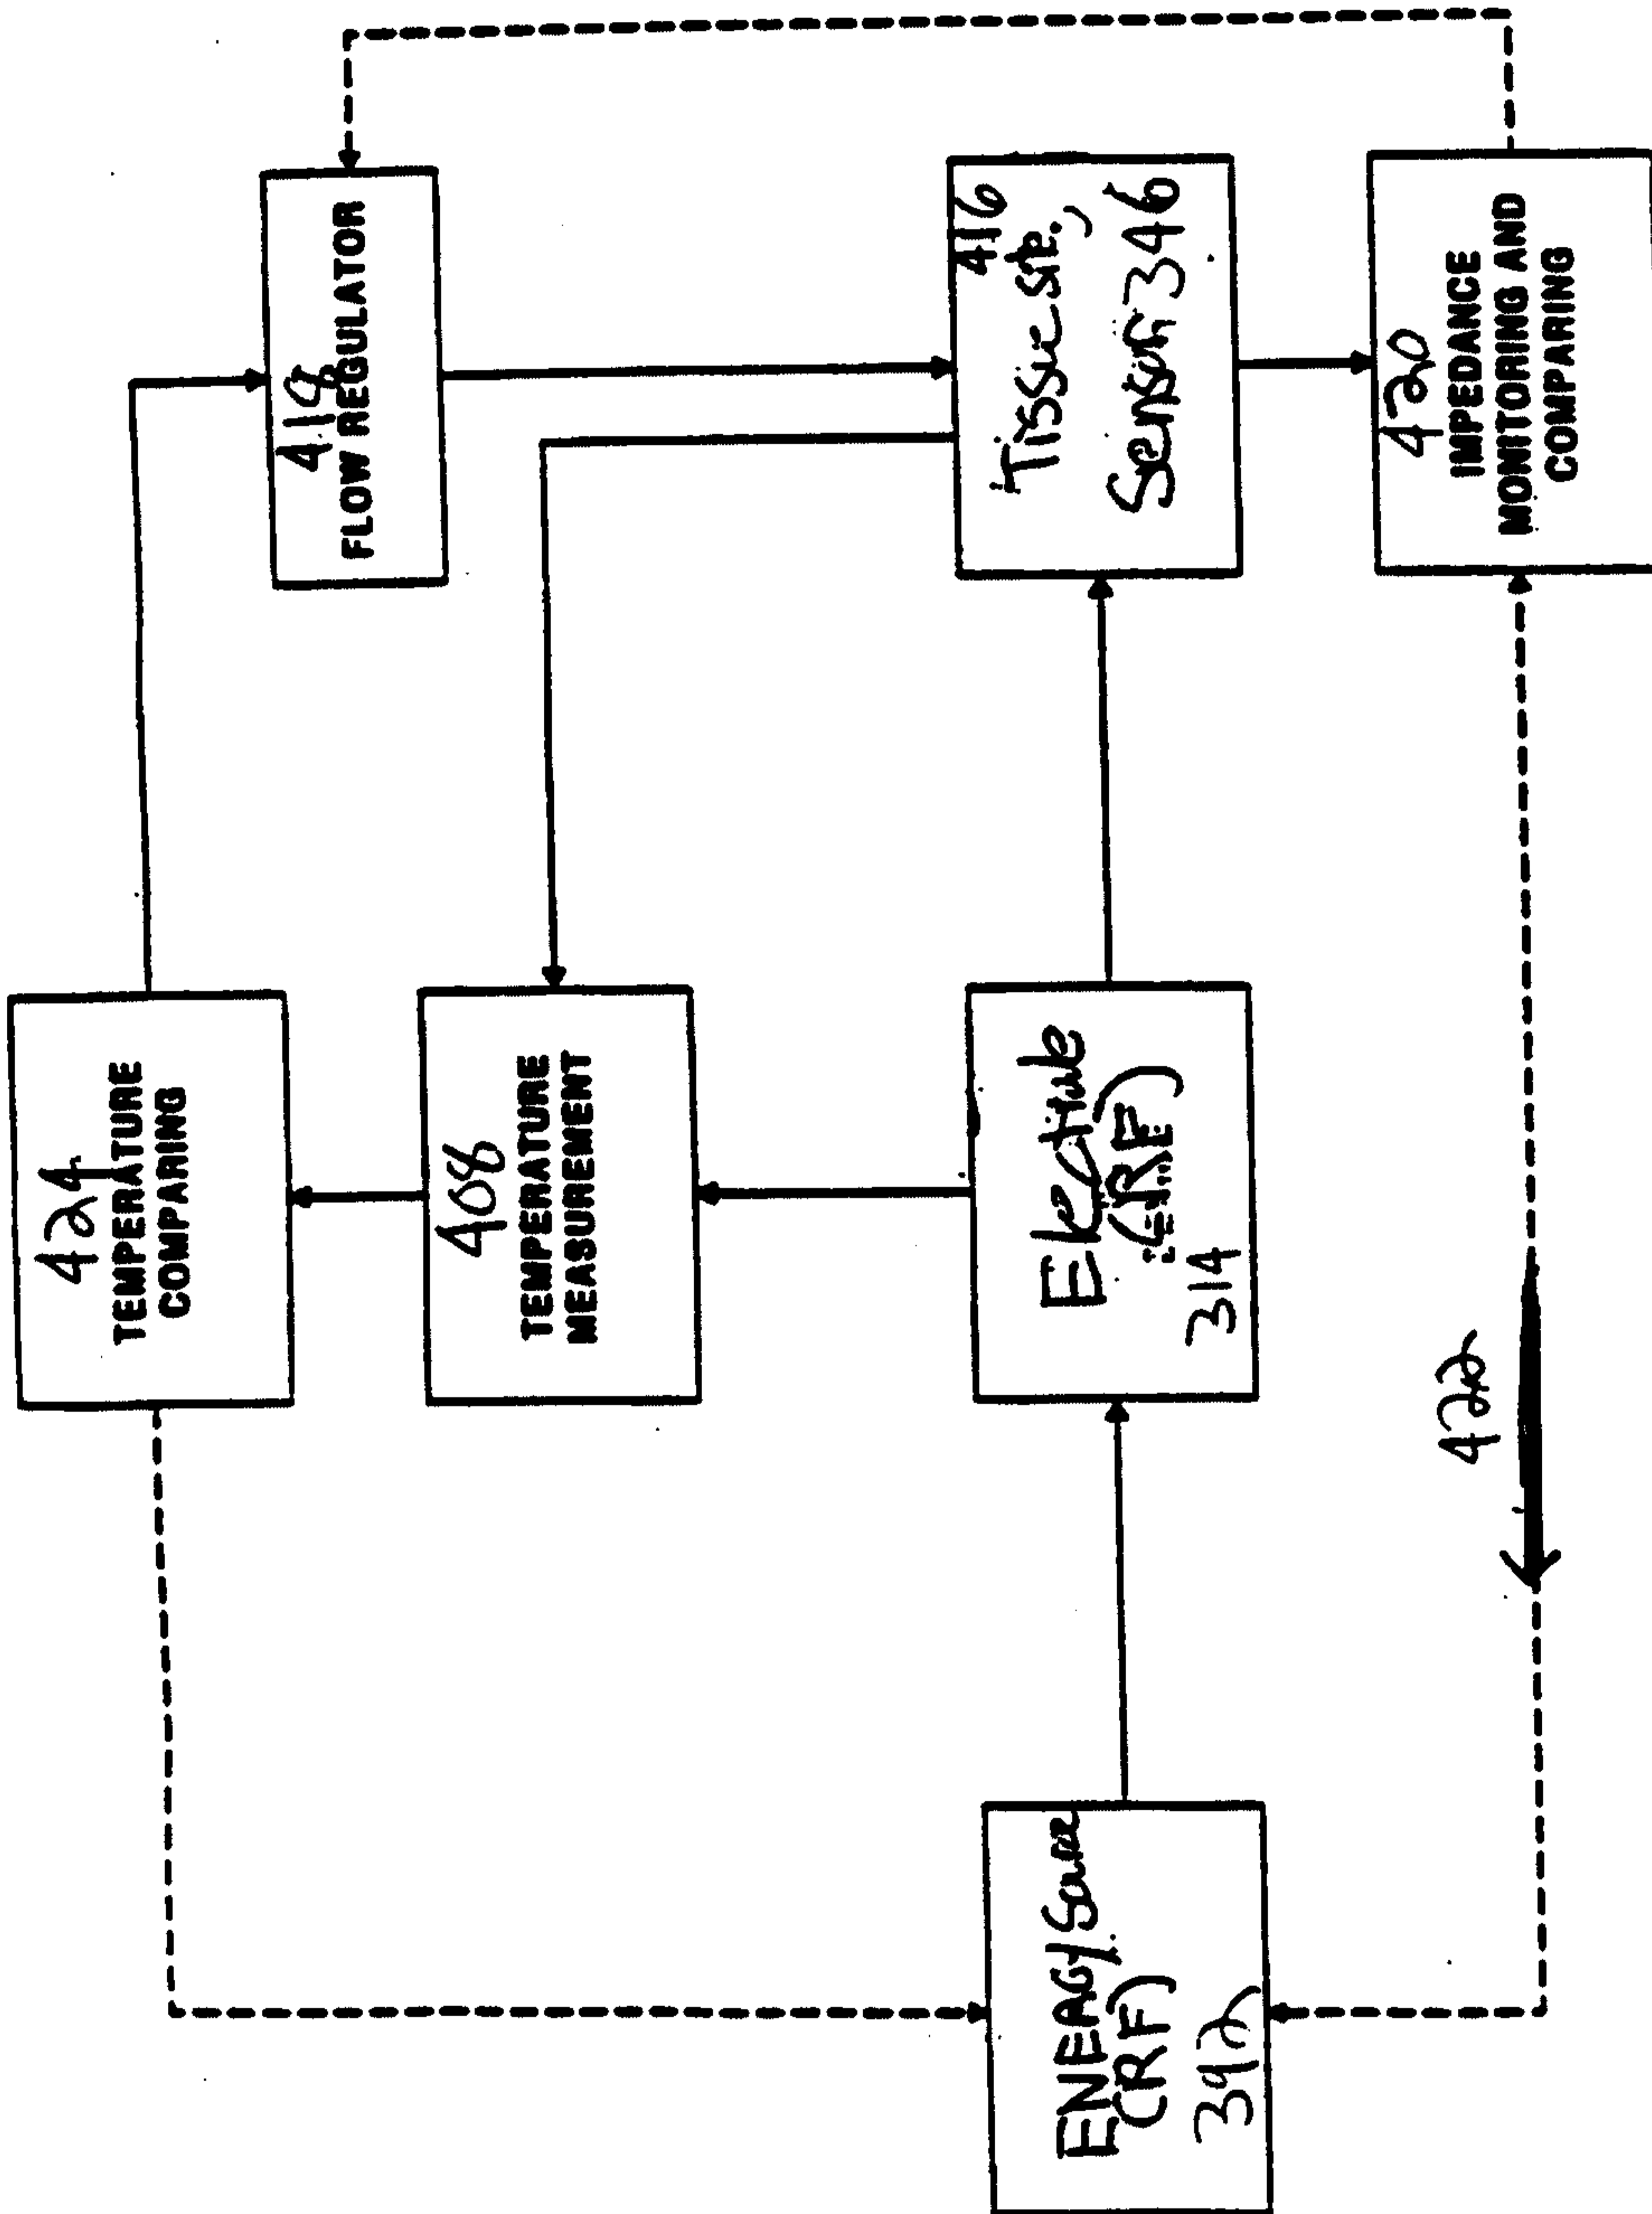 424
TEMPERATURE
COMPARING
418
FLOW REGULATOR
408
TEMPERATURE
MEASUREMENT
ENERGY Source
(RF)
392
Electrode
(RF)
314
416
Tissue site,
Sensor 346
422
420
IMPEDANCE
MONITORING AND
COMPARING